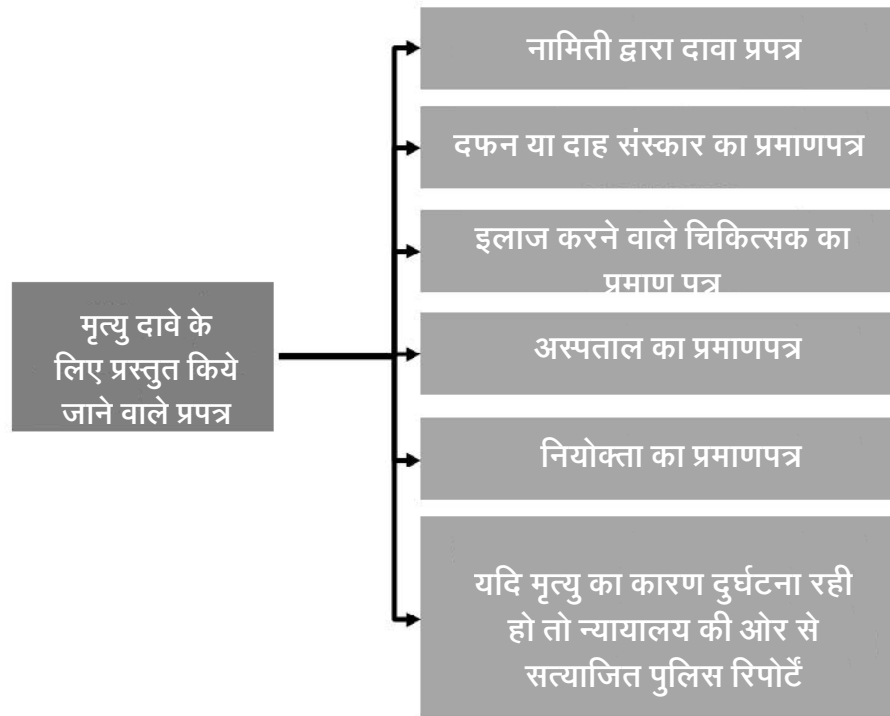 नामिती द्वारा दावा प्रपत्र
दफन या दाह संस्कार का प्रमाणपत्र
इलाज करने वाले चिकित्सक का
प्रमाण पत्र
मृत्यु दावे के
लिए प्रस्तुत किये
जाने वाले प्रपत्र
अस्पताल का प्रमाणपत्र
नियोक्ता का प्रमाणपत्र
यदि मृत्यु का कारण दुर्घटना रही
हो तो न्यायालय की ओर से
सत्याजित पुलिस रिपोर्टें